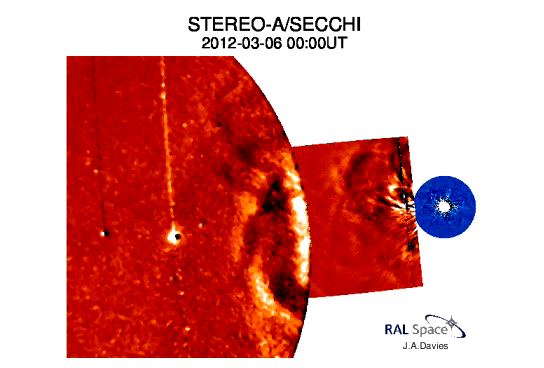 STEREO-A/SECCHI
2012-03-06 00:00UT
RAL Space
J.A.Davies